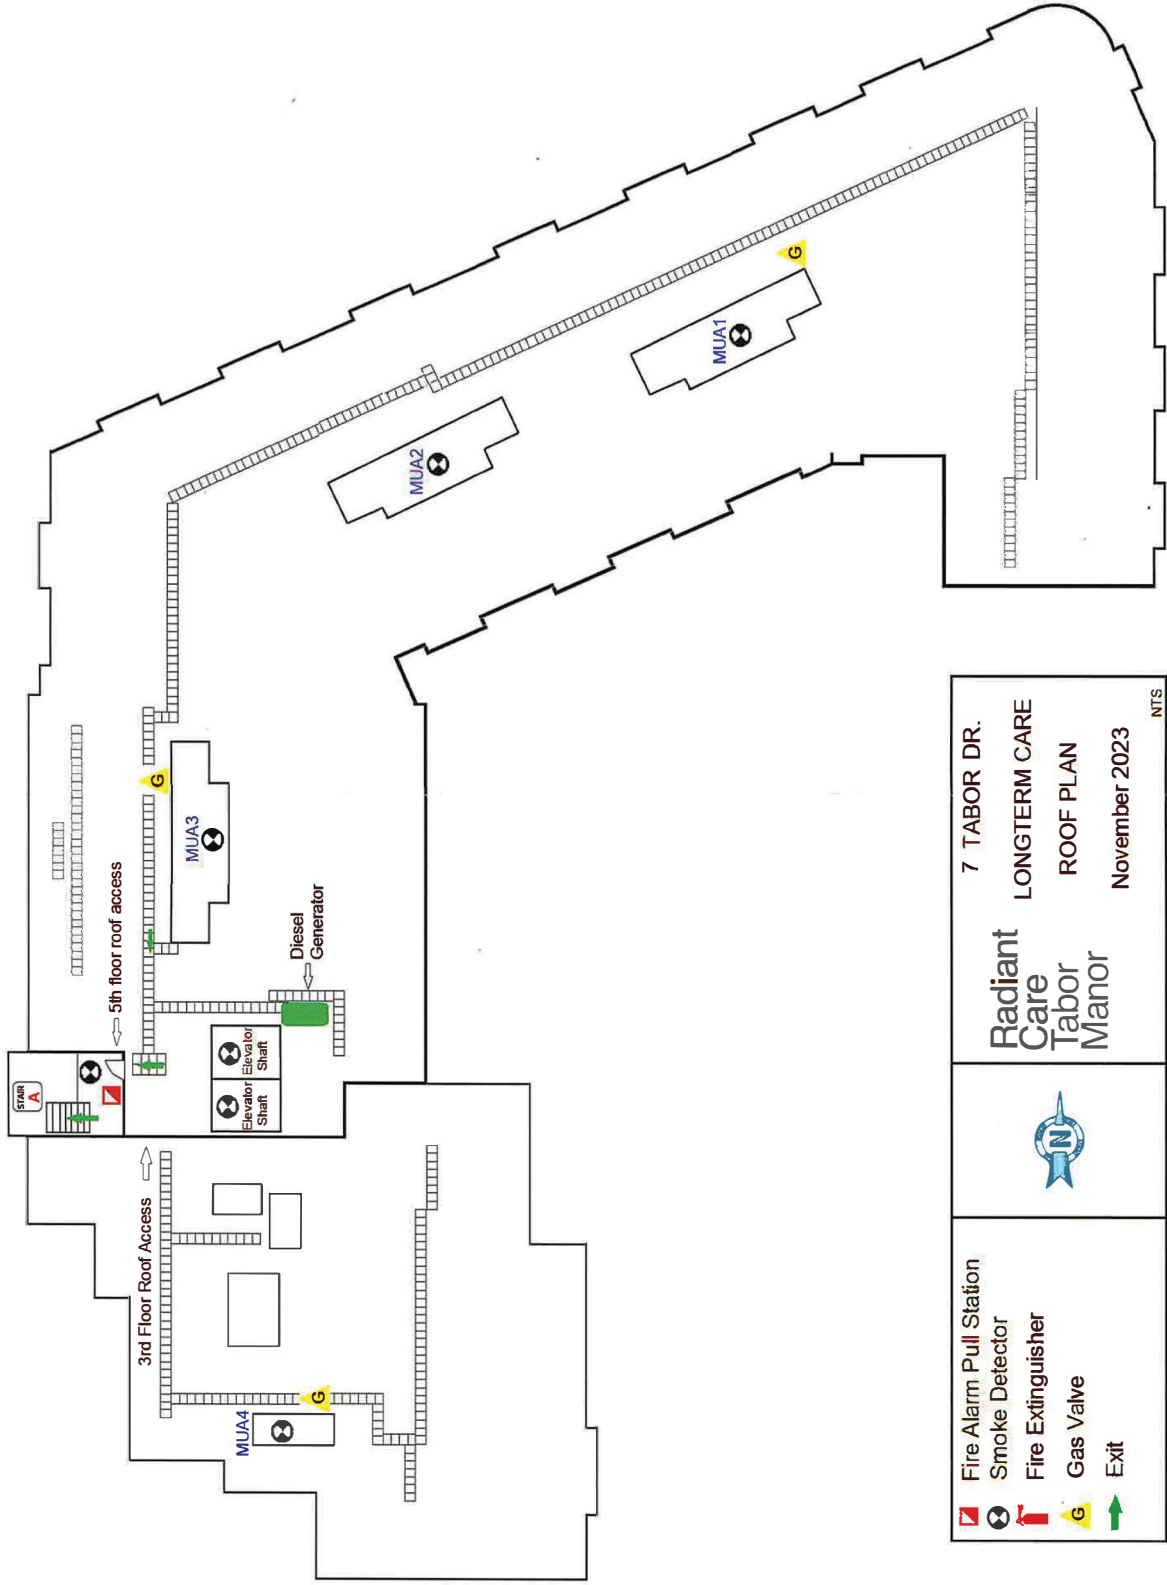 STAIR
A
5th floor roof access
3rd Floor Roof Access
Elevator
Shaft
Elevator
Shaft
Diesel
Generator
MUA4
G
MUA3
G
MUA2
MUA1
G
Fire Alarm Pull Station
Smoke Detector
Fire Extinguisher
G Gas Valve
Exit
N
Radiant
Care
Tabor
Manor
7 TABOR DR.
LONGTERM CARE
ROOF PLAN
November 2023
NTS